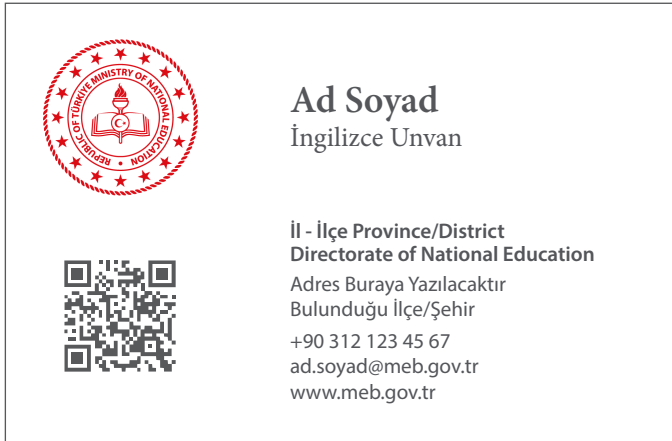 REPUBLIC OF TÜRKİYE MINISTRY OF NATIONAL EDUCATION
Ad Soyad
İngilizce Unvan
İl - İlçe Province/District
Directorate of National Education
Adres Buraya Yazılacaktır
Bulunduğu İlçe/Şehir
+90 312 123 45 67
ad.soyad@meb.gov.tr
www.meb.gov.tr